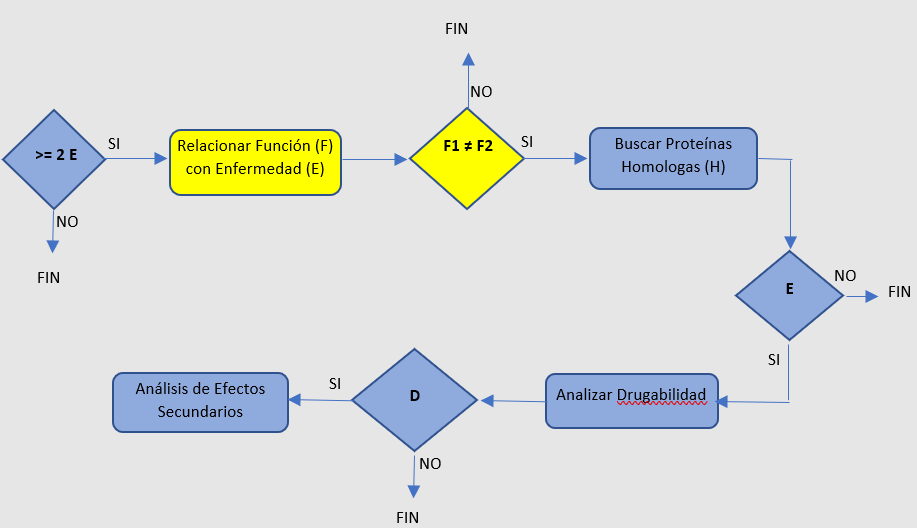 >= 2 E
SI
NO
FIN
Relacionar Función (F)
con Enfermedad (E)
FIN
NO
F1 ≠ F2
SI
Buscar Proteínas
Homologas (H)
E
NO
FIN
SI
Analizar Drugabilidad
D
SI
NO
FIN
Análisis de Efectos
Secundarios